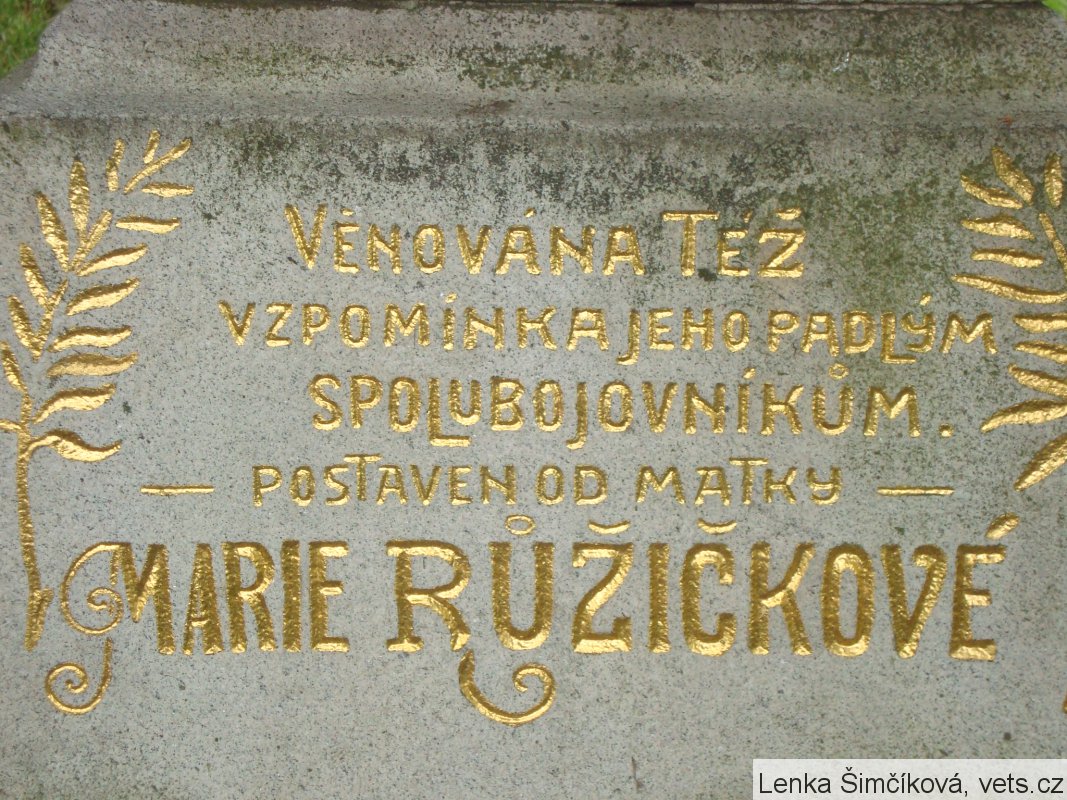 VĚNOVÁNA TÉŽ
VZPOMÍNKA JEHO PADLÝM
SPOLUBOJOVNÍKŮM.
— POSTAVEN OD MATKY —
MARIE RŮŽIČKOVÉ
Lenka Šimčíková, vets.cz